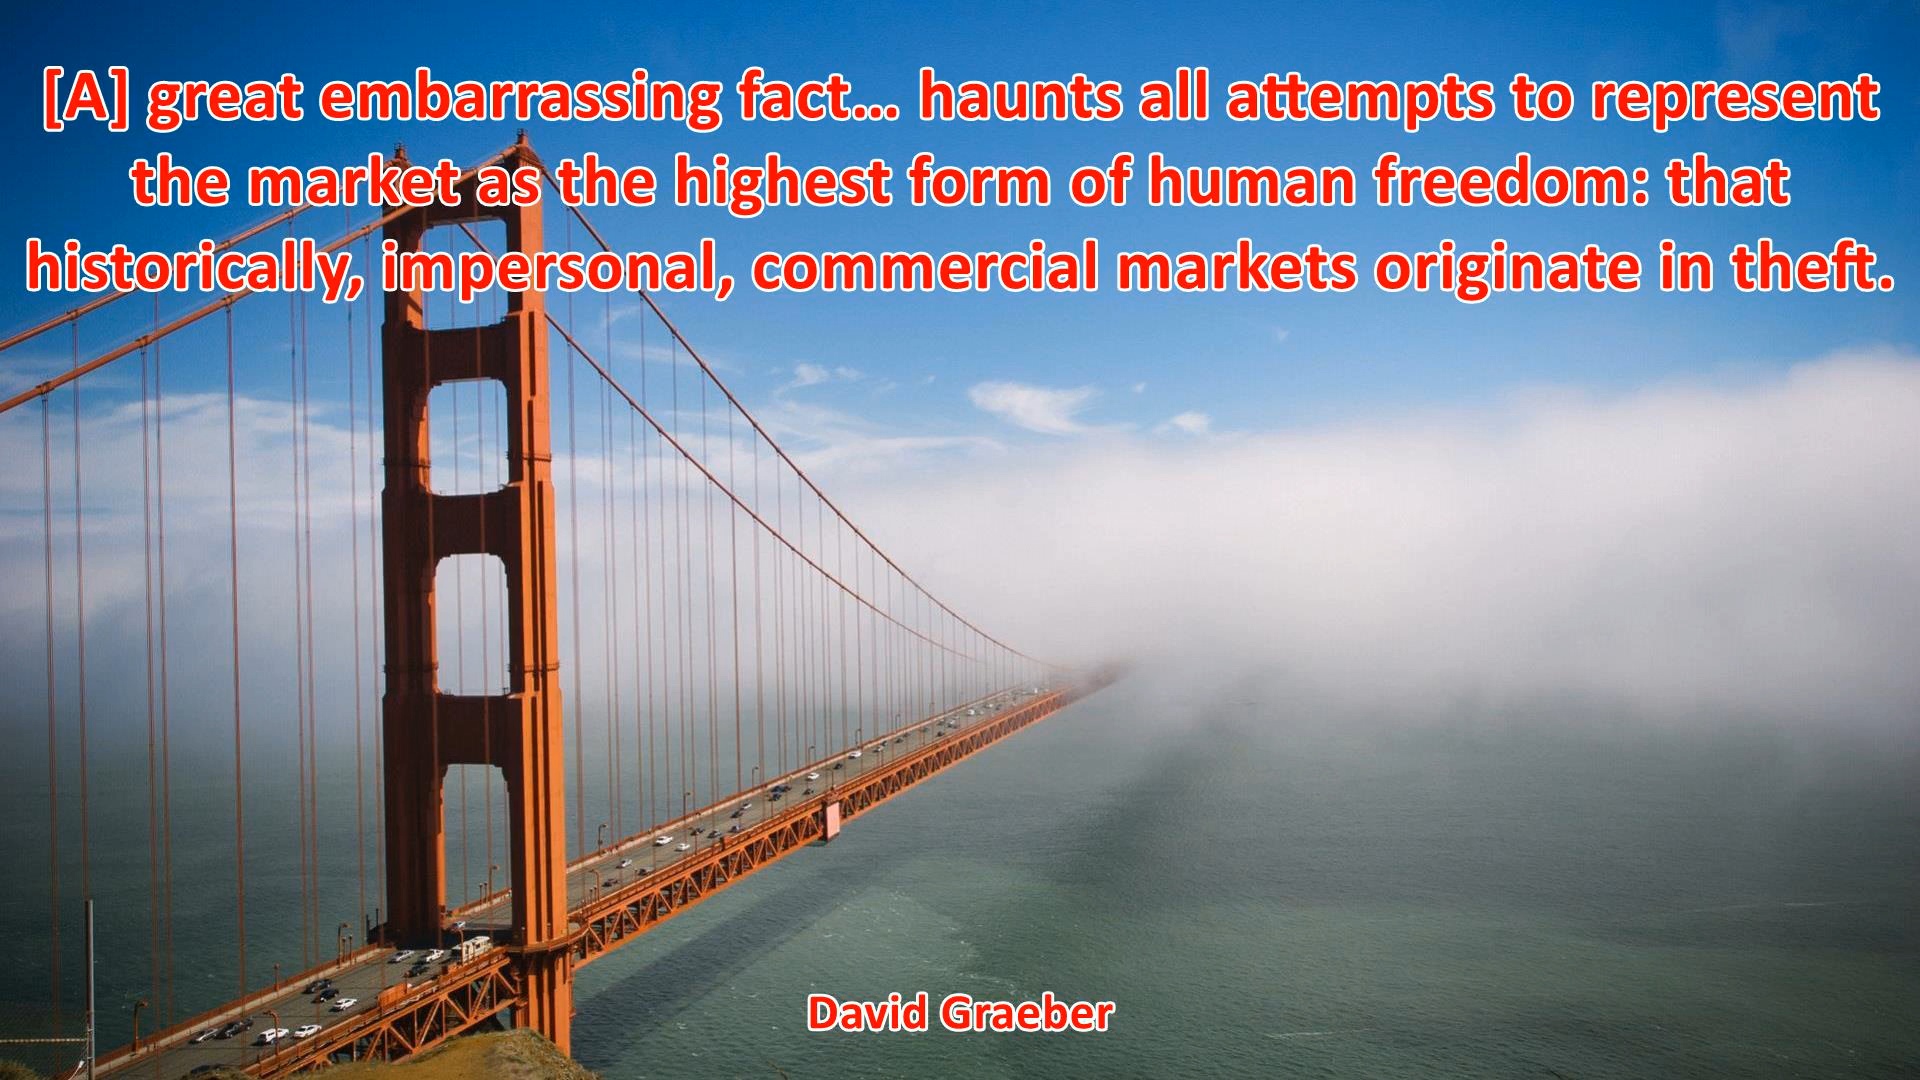 [A] great embarrassing fact... haunts all attempts to represent
the market as the highest form of human freedom: that
historically, impersonal, commercial markets originate in theft.
David Graeber